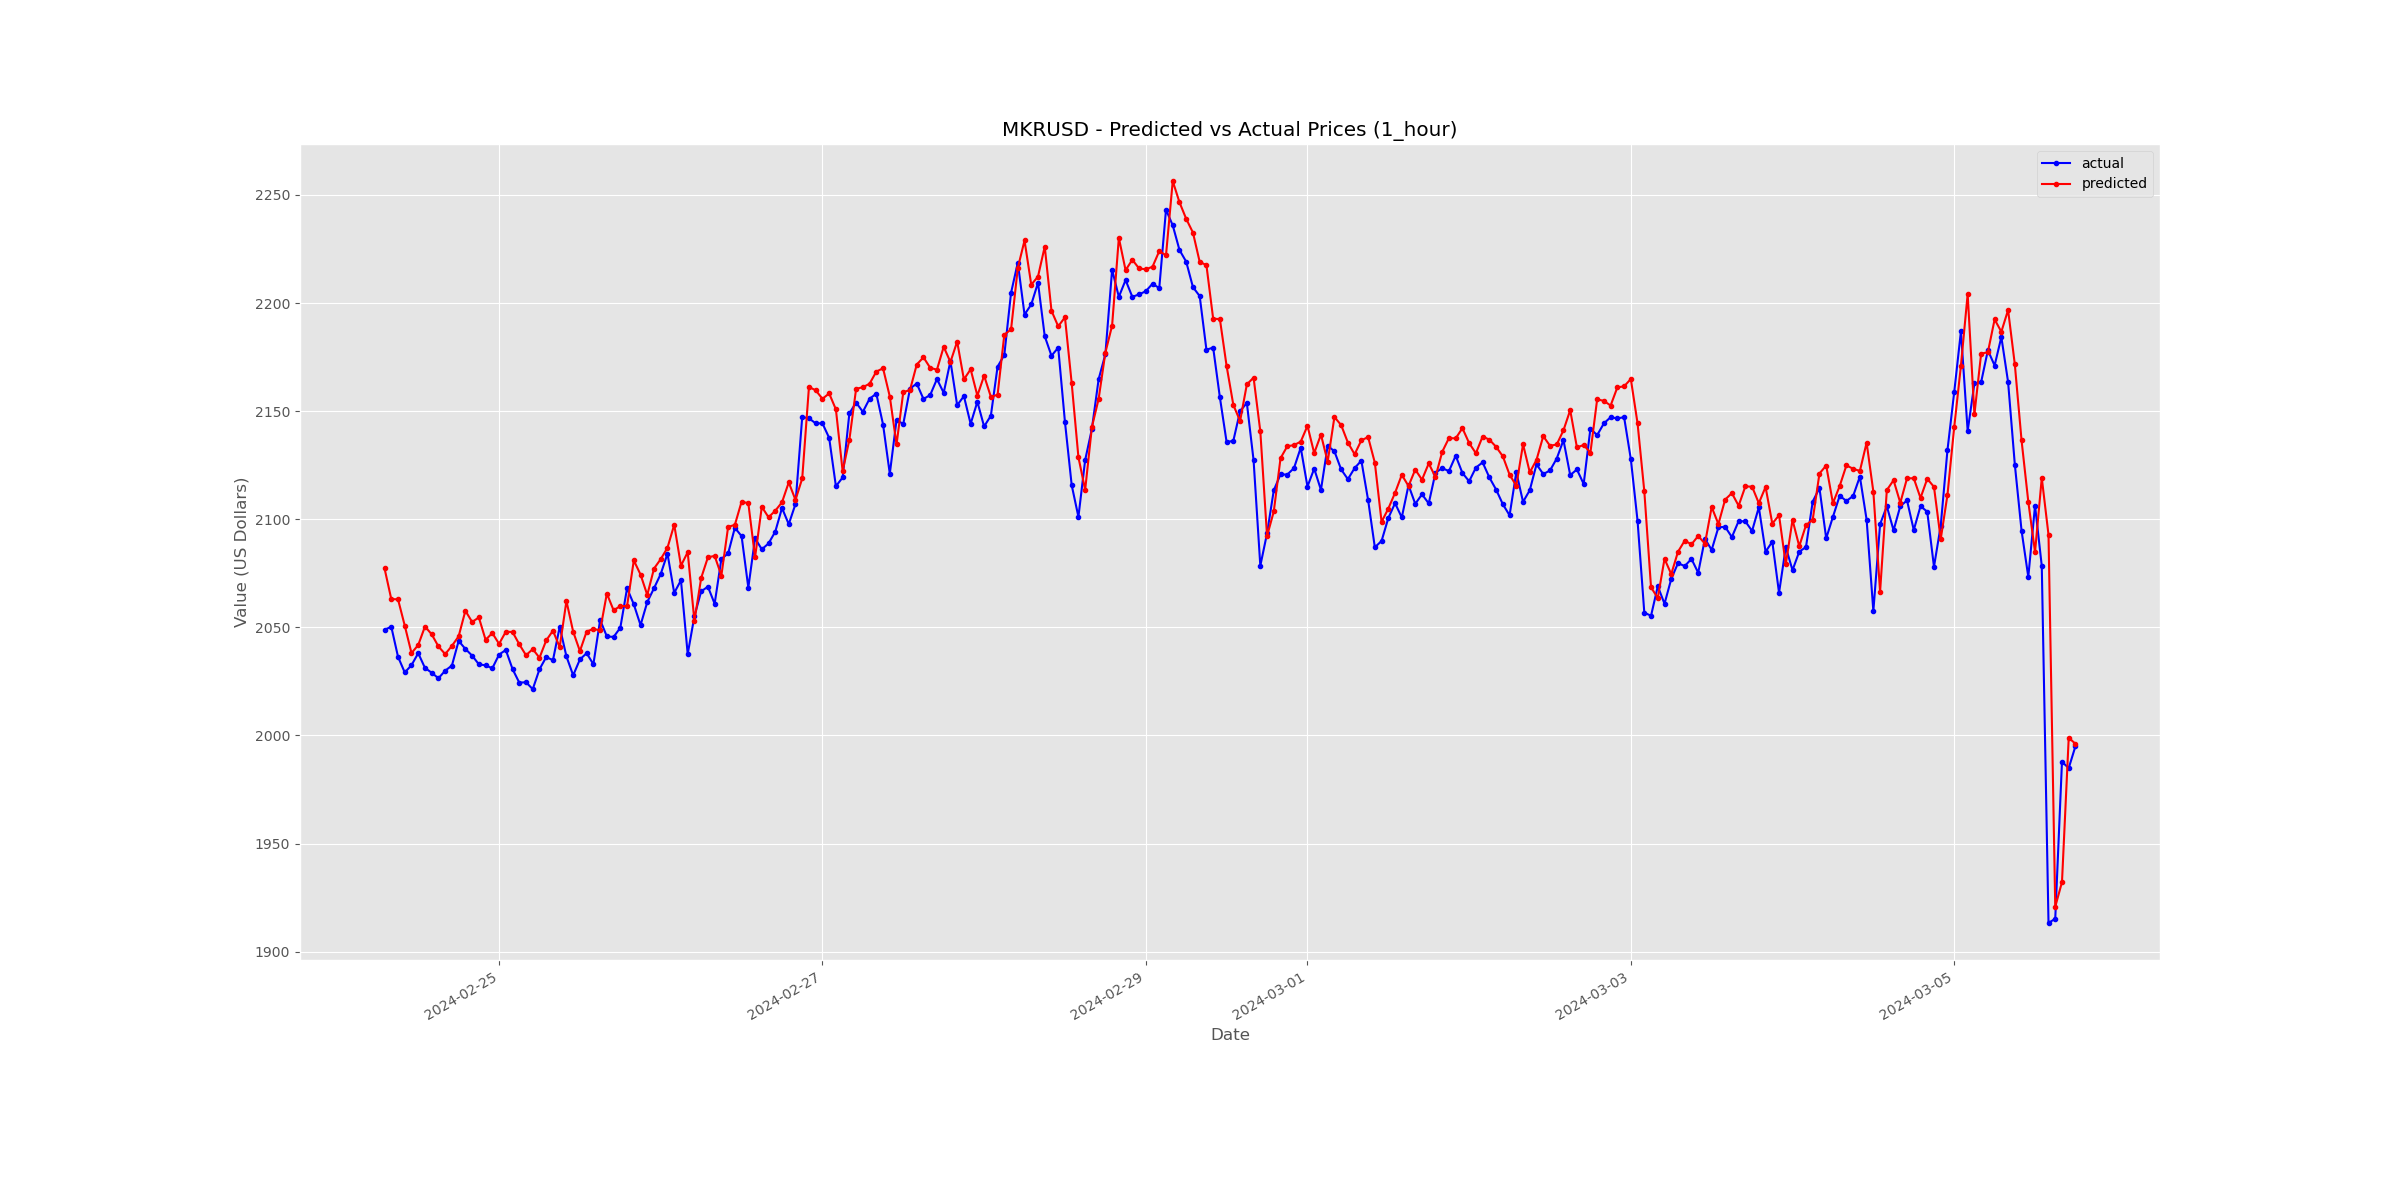 MKRUSD - Predicted vs Actual Prices (1_hour)
actual
predicted
Value (US Dollars)
2250
2200
2150
2100
2050
2000
1950
1900
2024-02-25
2024-02-27
2024-02-29
2024-03-01
2024-03-03
2024-03-05
Date